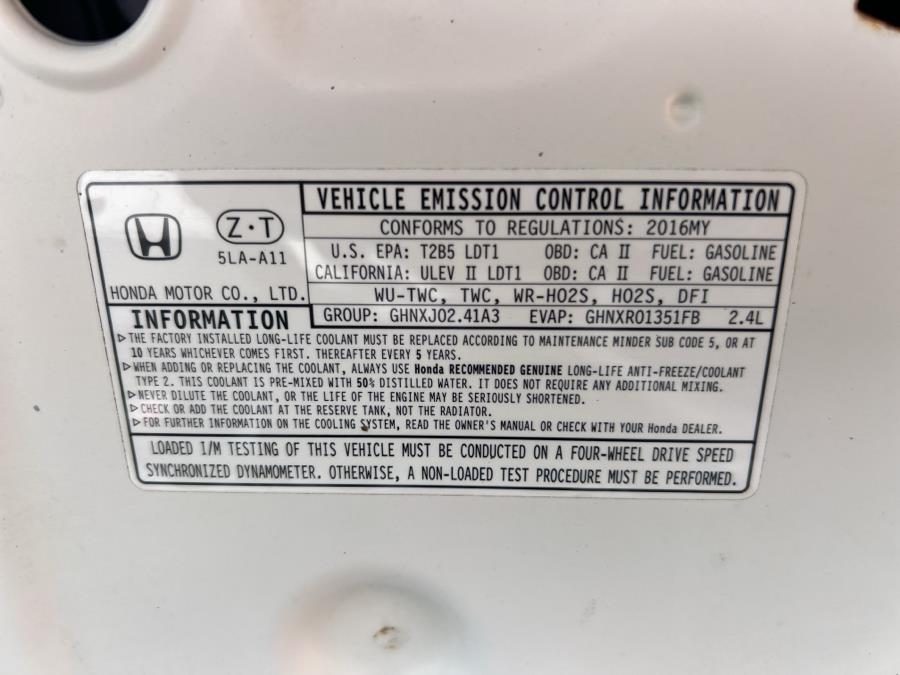 VEHICLE EMISSION CONTROL INFORMATION
CONFORMS TO REGULATIONS: 2016MY
Z·T
5LA-A11
HONDA MOTOR CO., LTD.
U.S. EPA: T2B5 LDT1 OBD: CA II FUEL: GASOLINE
CALIFORNIA: ULEV II LDT1 OBD: CA II FUEL: GASOLINE
WU-TWC, TWC, WR-HO2S, HO2S, DFI
GROUP: GHNXJ02.41A3 EVAP: GHNXR01351FB 2.4L
INFORMATION
▷THE FACTORY INSTALLED LONG-LIFE COOLANT MUST BE REPLACED ACCORDING TO MAINTENANCE MINDER SUB CODE 5, OR AT
10 YEARS WHICHEVER COMES FIRST. THEREAFTER EVERY 5 YEARS.
▷WHEN ADDING OR REPLACING THE COOLANT, ALWAYS USE Honda RECOMMENDED GENUINE LONG-LIFE ANTI-FREEZE/COOLANT
TYPE 2. THIS COOLANT IS PRE-MIXED WITH 50% DISTILLED WATER. IT DOES NOT REQUIRE ANY ADDITIONAL MIXING.
▷NEVER DILUTE THE COOLANT, OR THE LIFE OF THE ENGINE MAY BE SERIOUSLY SHORTENED.
▷CHECK OR ADD THE COOLANT AT THE RESERVE TANK, NOT THE RADIATOR.
▷FOR FURTHER INFORMATION ON THE COOLING SYSTEM, READ THE OWNER'S MANUAL OR CHECK WITH YOUR Honda DEALER.
LOADED I/M TESTING OF THIS VEHICLE MUST BE CONDUCTED ON A FOUR-WHEEL DRIVE SPEED
SYNCHRONIZED DYNAMOMETER. OTHERWISE, A NON-LOADED TEST PROCEDURE MUST BE PERFORMED.